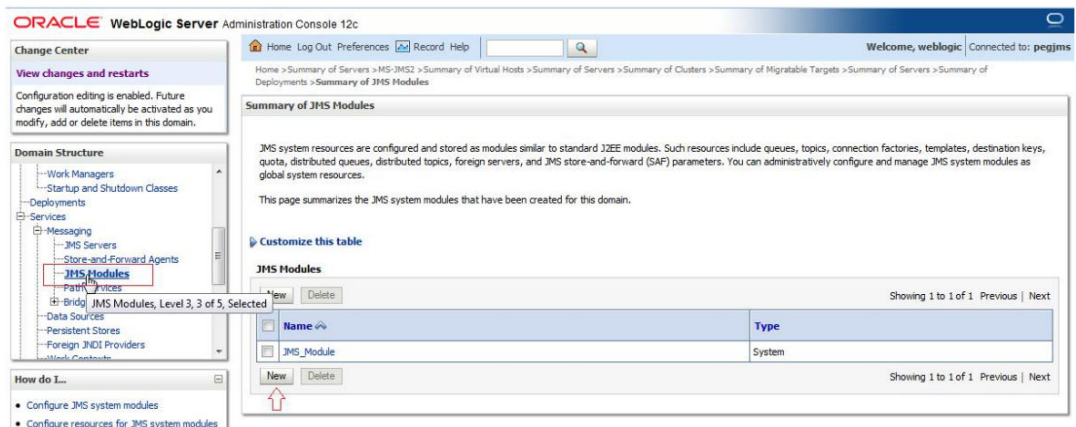 ORACLE WebLogic Server Administration Console 12c
Change Center
View changes and restarts
Configuration editing is enabled. Future
changes will automatically be activated as you
modify, add or delete items in this domain.
Domain Structure
Work Managers
Startup and Shutdown Classes
Deployments
Services
Messaging
JMS Servers
Store-and-Forward Agents
JMS Modules
Data Sources
Persistent Stores
Foreign JNDI Providers
Work Contexts
JMS Modules, Level 3, 3 of 5, Selected
How do I...
Configure JMS system modules
Configure resources for JMS system modules
Home Log Out Preferences Record Help
Welcome, weblogic Connected to: pegjms
Home >Summary of Servers >MS-JMS2 >Summary of Virtual Hosts >Summary of Servers >Summary of Clusters >Summary of Migratable Targets >Summary of Servers >Summary of
Deployments >Summary of JMS Modules
Summary of JMS Modules
JMS system resources are configured and stored as modules similar to standard J2EE modules. Such resources include queues, topics, connection factories, templates, destination keys,
quota, distributed queues, distributed topics, foreign servers, and JMS store-and-forward (SAF) parameters. You can administratively configure and manage JMS system modules as
global system resources.
This page summarizes the JMS system modules that have been created for this domain.
Customize this table
JMS Modules
New Delete Showing 1 to 1 of 1 Previous | Next
Name Type
JMS_Module System
New Delete Showing 1 to 1 of 1 Previous | Next